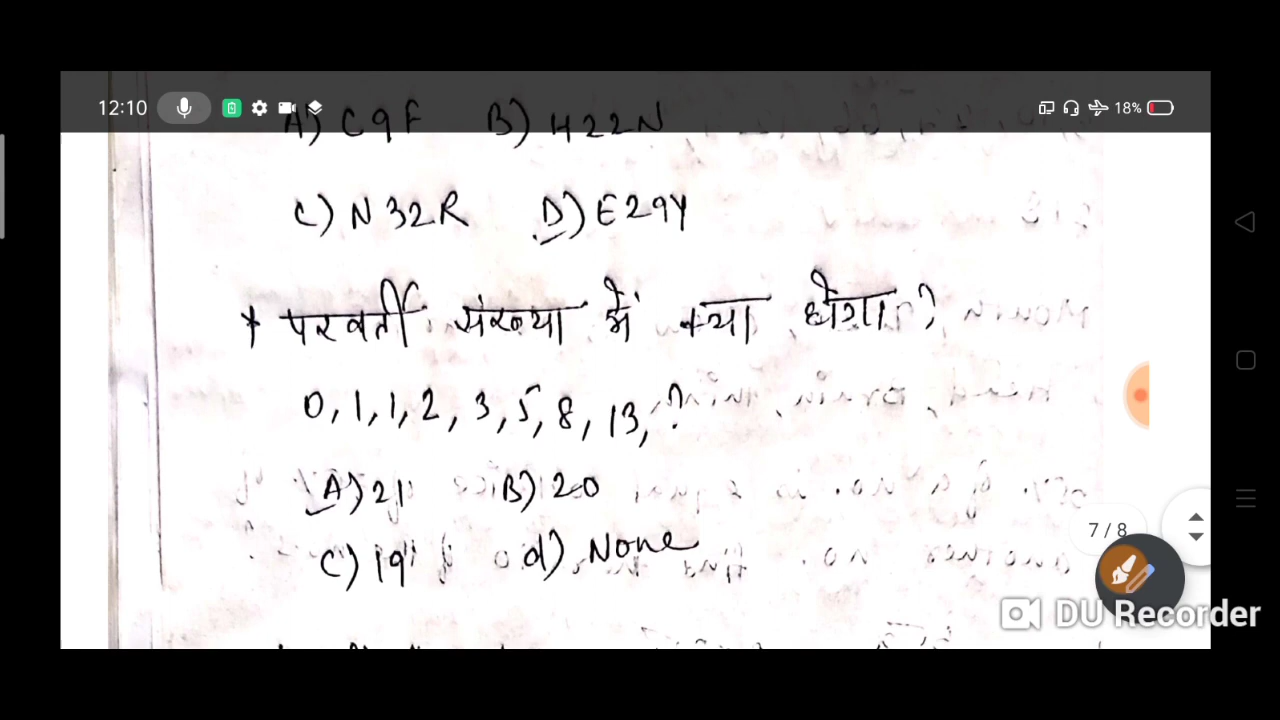 12:10 18%
A) C9F B) H22N
C) N32R D) E29Y
* परवर्ती संख्या में क्या होगा?
0, 1, 1, 2, 3, 5, 8, 13, ?
A) 21 B) 20
C) 19 d) None
7 / 8
DU Recorder